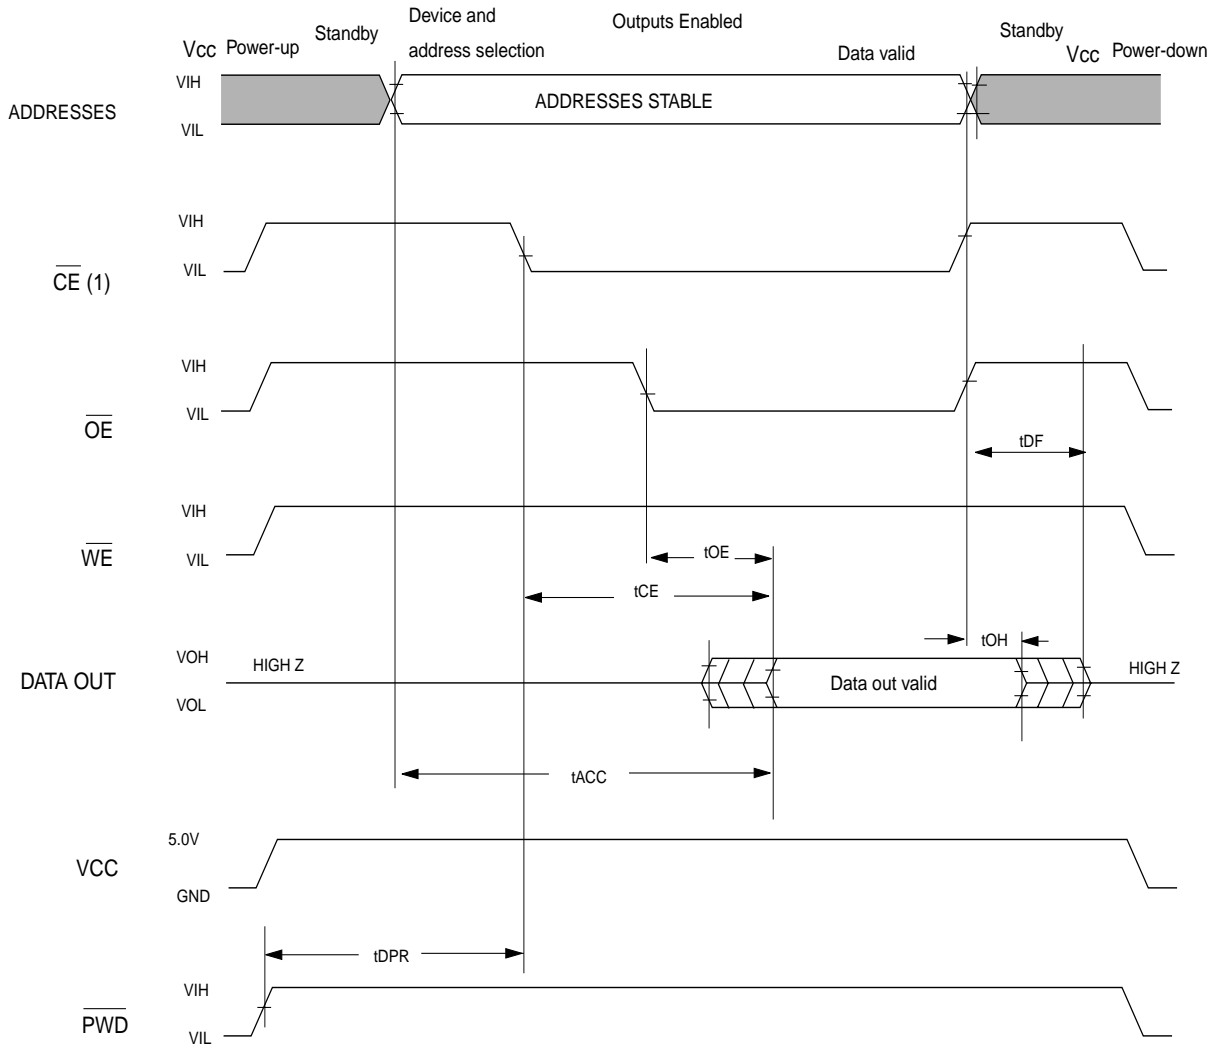 Device and
Outputs Enabled
Standby
Standby
Vcc Power-up
address selection
Data valid
Vcc Power-down
VIH
ADDRESSES STABLE
ADDRESSES
VIL
VIH
VIL
CE (1)
VIH
VIL
OE
tDF
VIH
WE
VIL
tOE
tCE
tOH
VOH
HIGH Z
HIGH Z
DATA OUT
Data out valid
VOL
tACC
5.0V
VCC
GND
tDPR
VIH
PWD
VIL